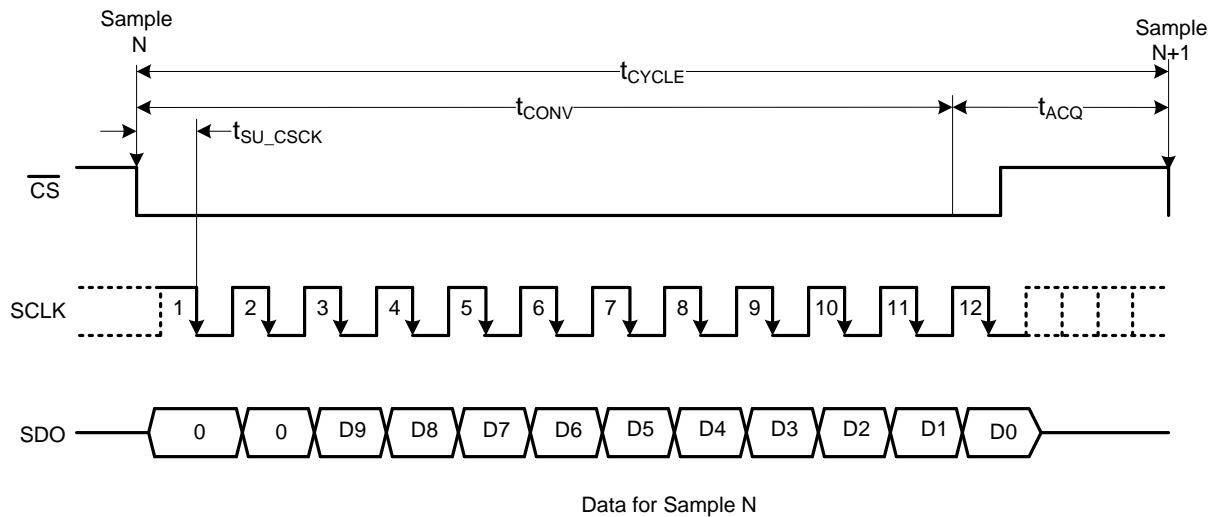 Sample
N
Sample
N+1
tCYCLE
tCONV
tACQ
tSU_CSCK
CS
SCLK
1 2 3 4 5 6 7 8 9 10 11 12
SDO
0 0 D9 D8 D7 D6 D5 D4 D3 D2 D1 D0
Data for Sample N